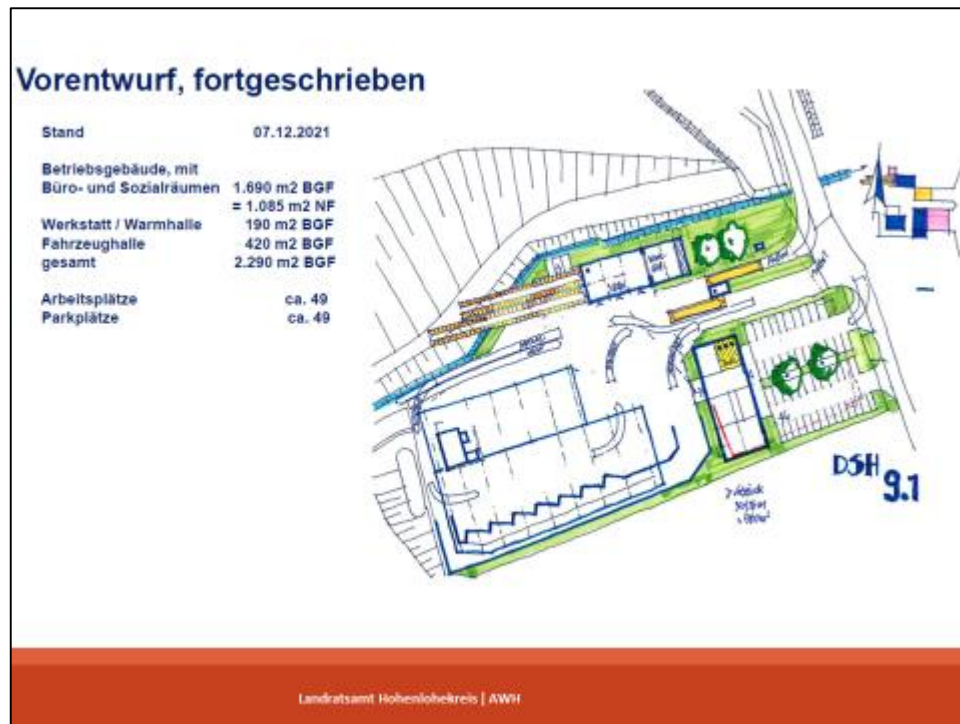 Vorentwurf, fortgeschrieben
Stand 07.12.2021
Betriebsgebäude, mit
Büro- und Sozialräumen 1.690 m2 BGF
= 1.085 m2 NF
Werkstatt / Warmhalle 190 m2 BGF
Fahrzeughalle 420 m2 BGF
gesamt 2.290 m2 BGF
Arbeitsplätze ca. 49
Parkplätze ca. 49
DSH
9.1
Landratsamt Hohenlohekreis | AWH